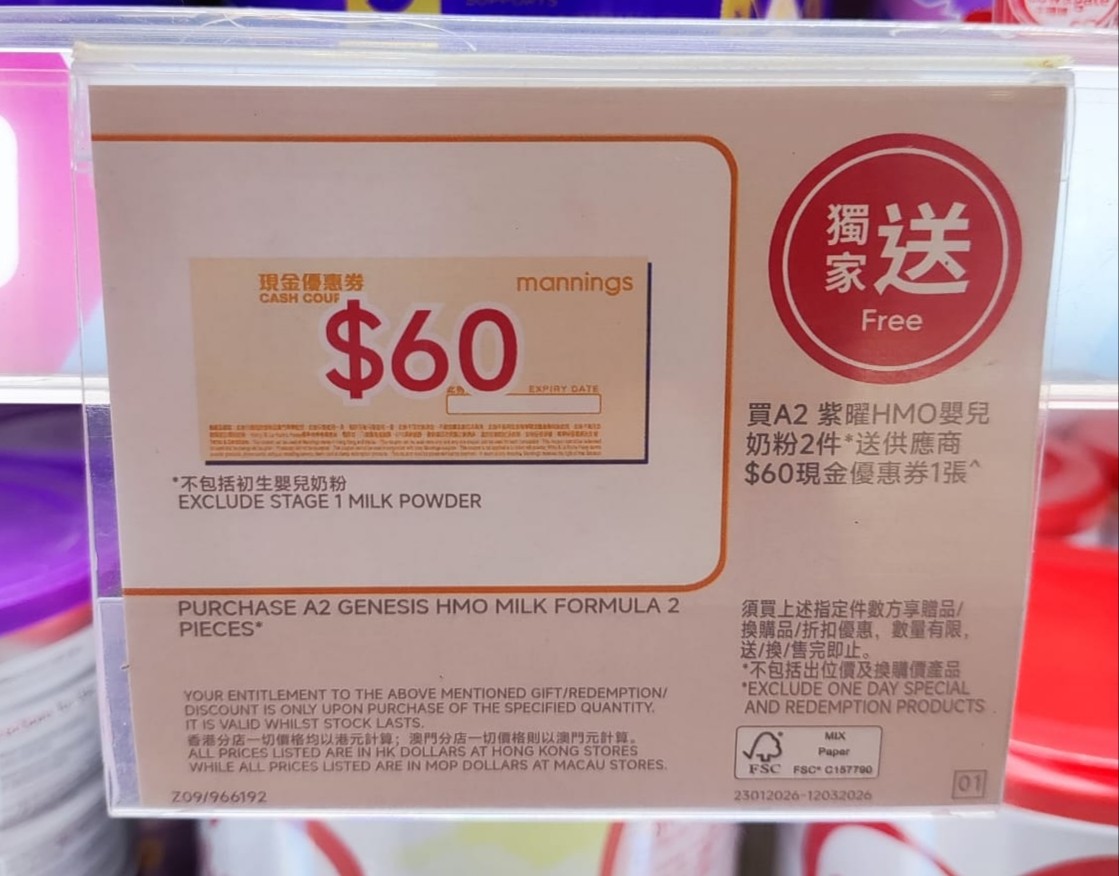 SUPPORTS
現金優惠券
CASH COUP
mannings
$60
EXPIRY DATE
*不包括初生嬰兒奶粉
EXCLUDE STAGE 1 MILK POWDER
PURCHASE A2 GENESIS HMO MILK FORMULA 2
PIECES*
YOUR ENTITLEMENT TO THE ABOVE MENTIONED GIFT/REDEMPTION/
DISCOUNT IS ONLY UPON PURCHASE OF THE SPECIFIED QUANTITY.
IT IS VALID WHILST STOCK LASTS.
香港分店一切價格均以港元計算；澳門分店一切價格則以澳門元計算。
ALL PRICES LISTED ARE IN HK DOLLARS AT HONG KONG STORES
WHILE ALL PRICES LISTED ARE IN MOP DOLLARS AT MACAU STORES.
Z09/966192
獨家
送
Free
買A2 紫曜HMO嬰兒
奶粉2件*送供應商
$60現金優惠券1張^
須買上述指定件數方享贈品/
換購品/折扣優惠，數量有限，
送/換/售完即止。
*不包括出位價及換購價產品
*EXCLUDE ONE DAY SPECIAL
AND REDEMPTION PRODUCTS
FSC
MIX
Paper
FSC® C157790
23012026-12032026
01